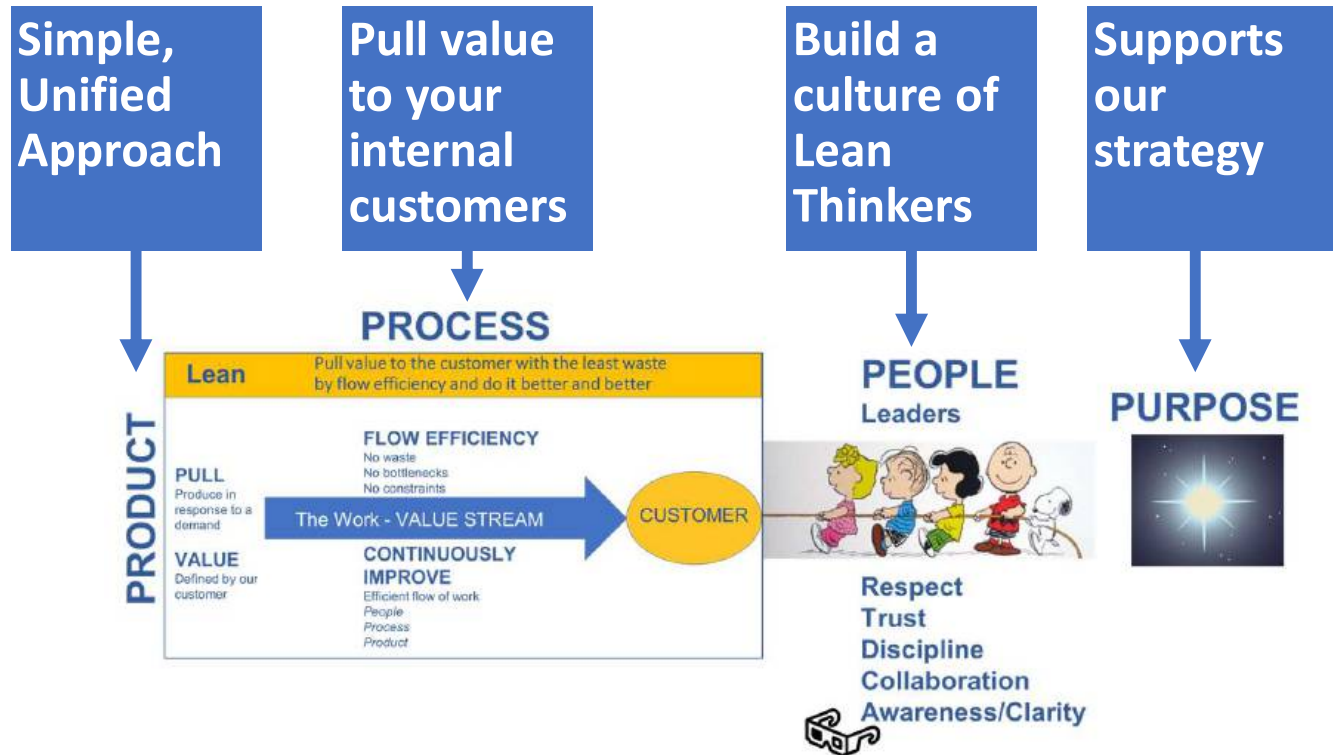 Simple,
Unified
Approach
Pull value
to your
internal
customers
Build a
culture of
Lean
Thinkers
Supports
our
strategy
PROCESS
PRODUCT
Lean
Pull value to the customer with the least waste
by flow efficiency and do it better and better
PULL
Produce in
response to a
demand
VALUE
Defined by our
customer
FLOW EFFICIENCY
No waste
No bottlenecks
No constraints
The Work - VALUE STREAM
CONTINUOUSLY
IMPROVE
Efficient flow of work
People
Process
Product
CUSTOMER
PEOPLE
Leaders
Respect
Trust
Discipline
Collaboration
Awareness/Clarity
PURPOSE